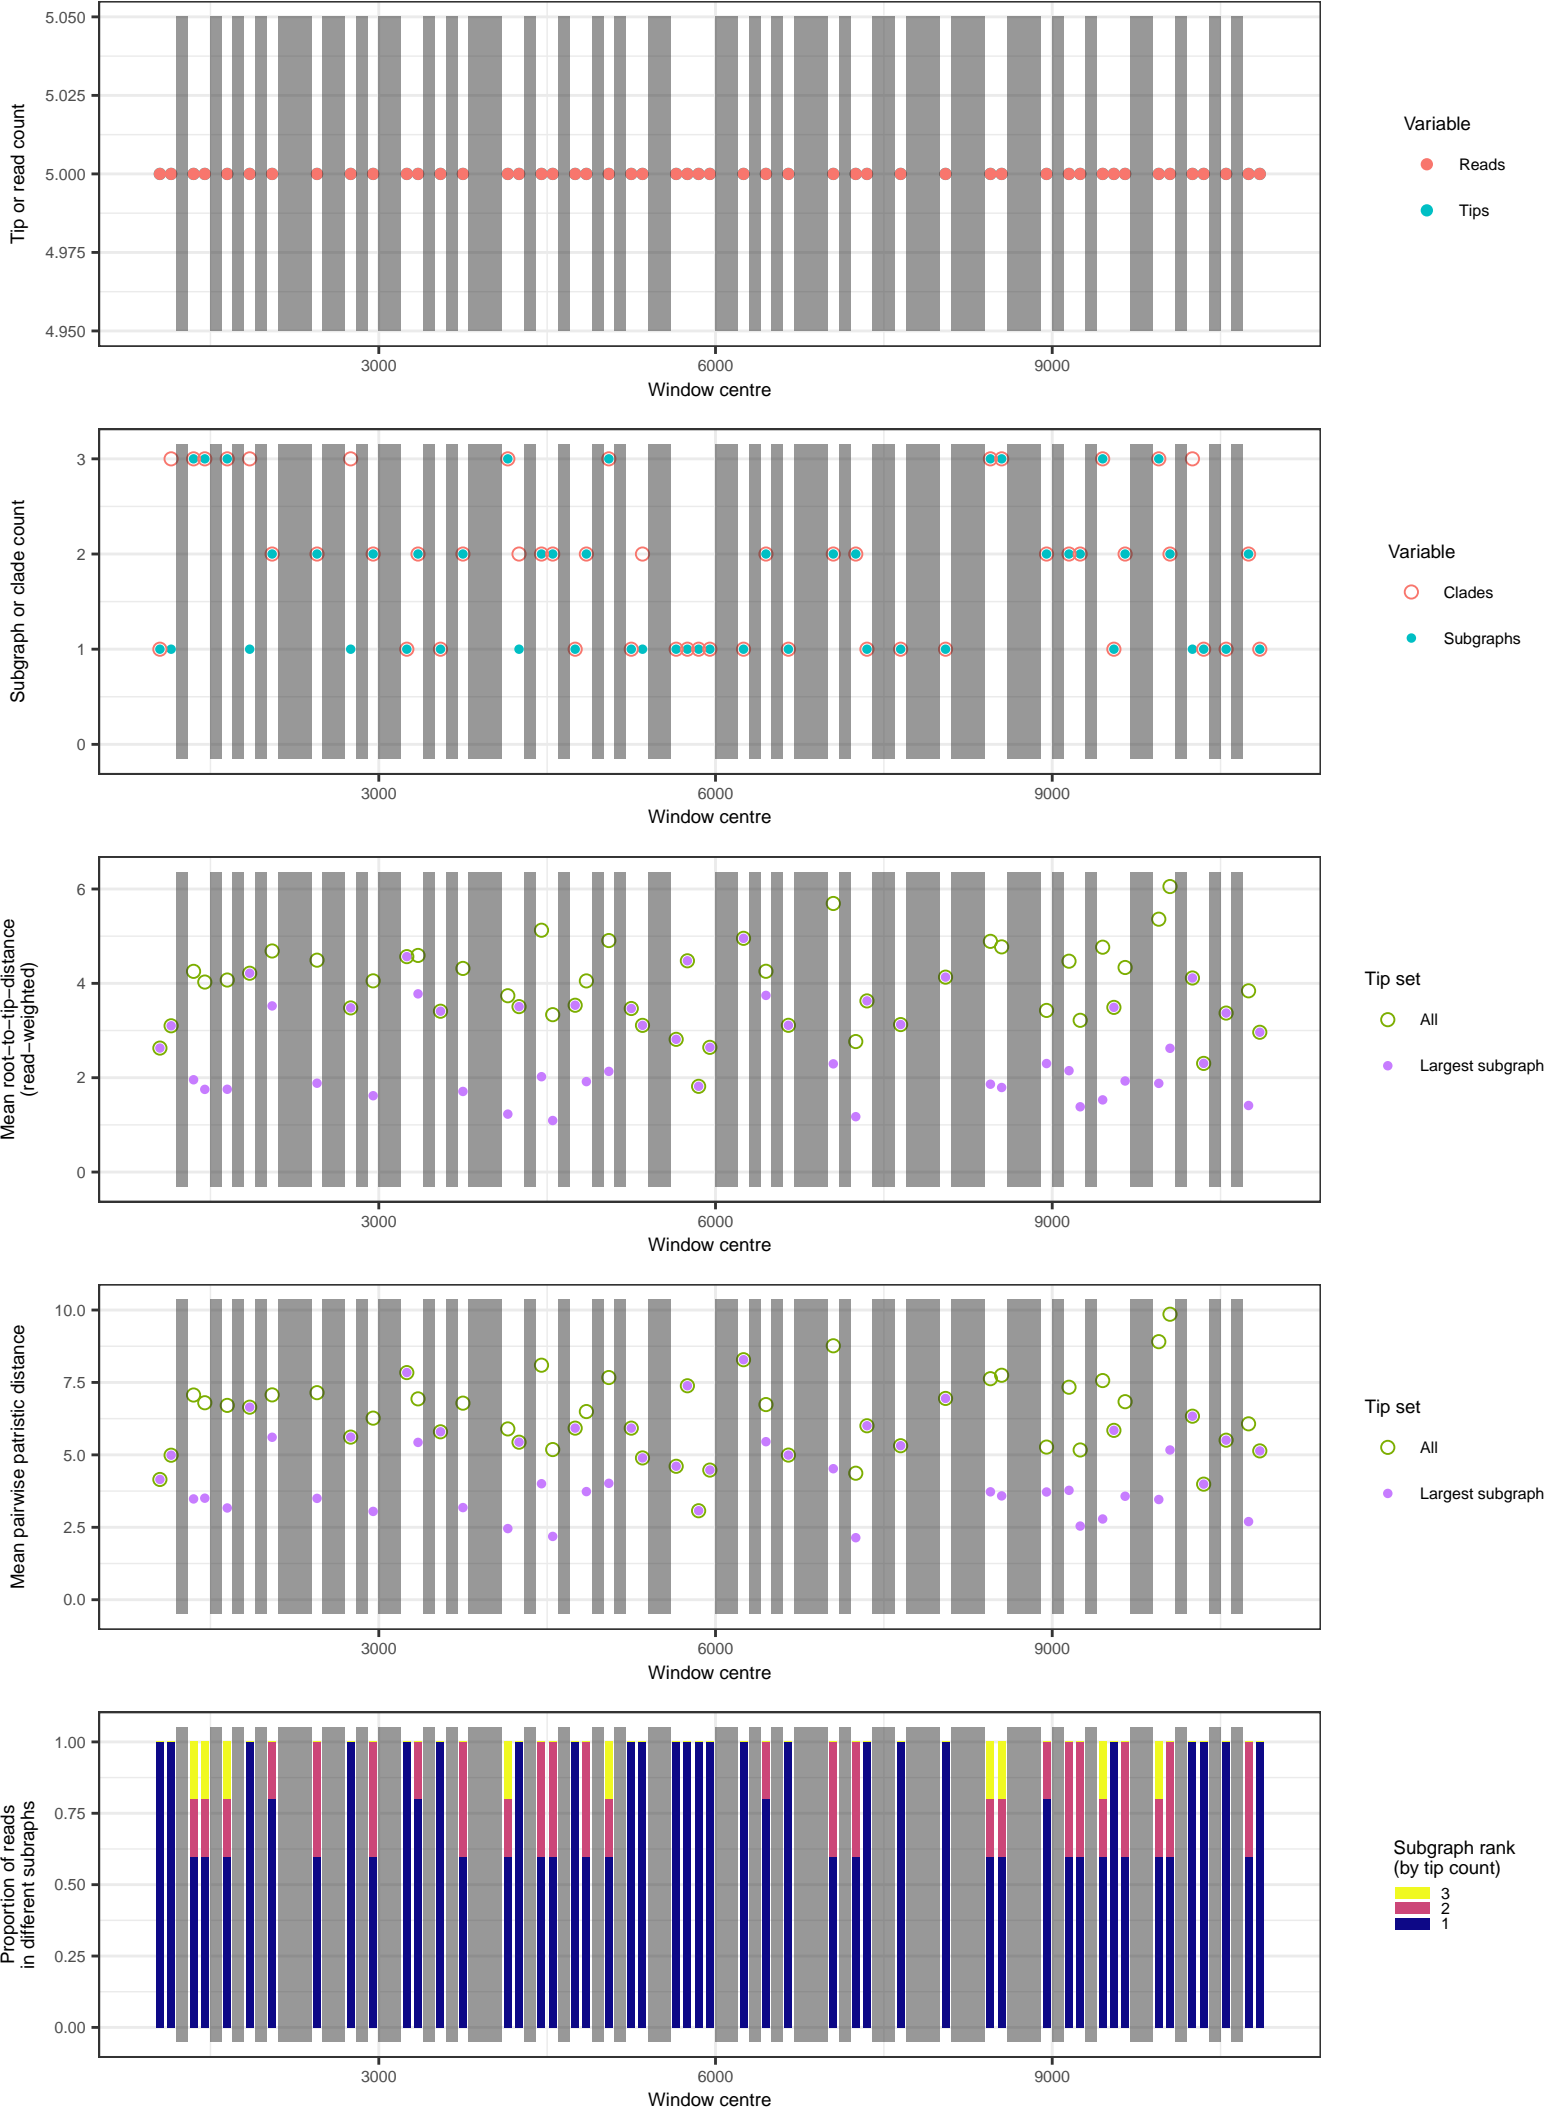 5.050
5.025
5.000
4.975
4.950
Tip or read count
3000
6000
9000
Window centre
Variable
Reads
Tips
3
2
1
0
Subgraph or clade count
3000
6000
9000
Window centre
Variable
Clades
Subgraphs
6
4
2
0
Mean root−to−tip−distance
(read−weighted)
3000
6000
9000
Window centre
Tip set
All
Largest subgraph
10.0
7.5
5.0
2.5
0.0
Mean pairwise patristic distance
3000
6000
9000
Window centre
Tip set
All
Largest subgraph
1.00
0.75
0.50
0.25
0.00
Proportion of reads
in different subraphs
3000
6000
9000
Window centre
Subgraph rank
(by tip count)
3
2
1